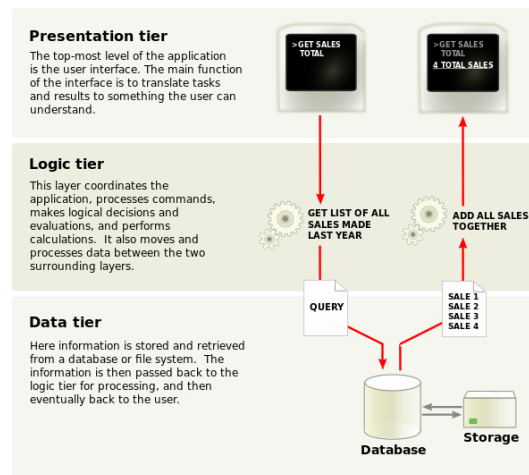 Presentation tier
The top-most level of the application
is the user interface. The main function
of the interface is to translate tasks
and results to something the user can
understand.
>GET SALES
TOTAL
>GET SALES
TOTAL
4 TOTAL SALES
Logic tier
This layer coordinates the
application, processes commands,
makes logical decisions and
evaluations, and performs
calculations. It also moves and
processes data between the two
surrounding layers.
GET LIST OF ALL
SALES MADE
LAST YEAR
ADD ALL SALES
TOGETHER
Data tier
Here information is stored and retrieved
from a database or file system. The
information is then passed back to the
logic tier for processing, and then
eventually back to the user.
QUERY
SALE 1
SALE 2
SALE 3
SALE 4
Database
Storage